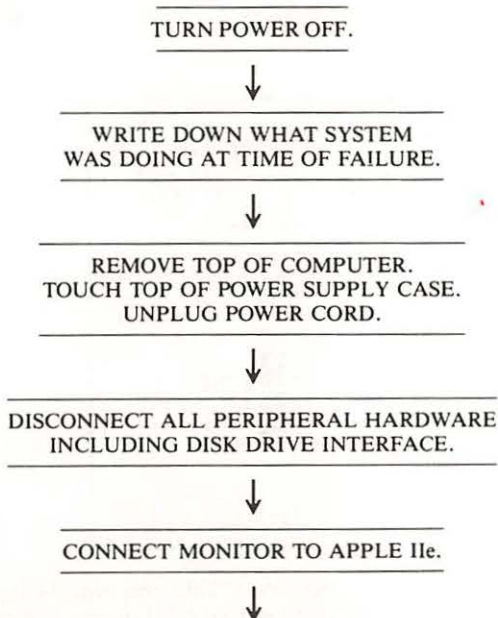 TURN POWER OFF.
WRITE DOWN WHAT SYSTEM
WAS DOING AT TIME OF FAILURE.
REMOVE TOP OF COMPUTER.
TOUCH TOP OF POWER SUPPLY CASE.
UNPLUG POWER CORD.
DISCONNECT ALL PERIPHERAL HARDWARE
INCLUDING DISK DRIVE INTERFACE.
CONNECT MONITOR TO APPLE IIe.